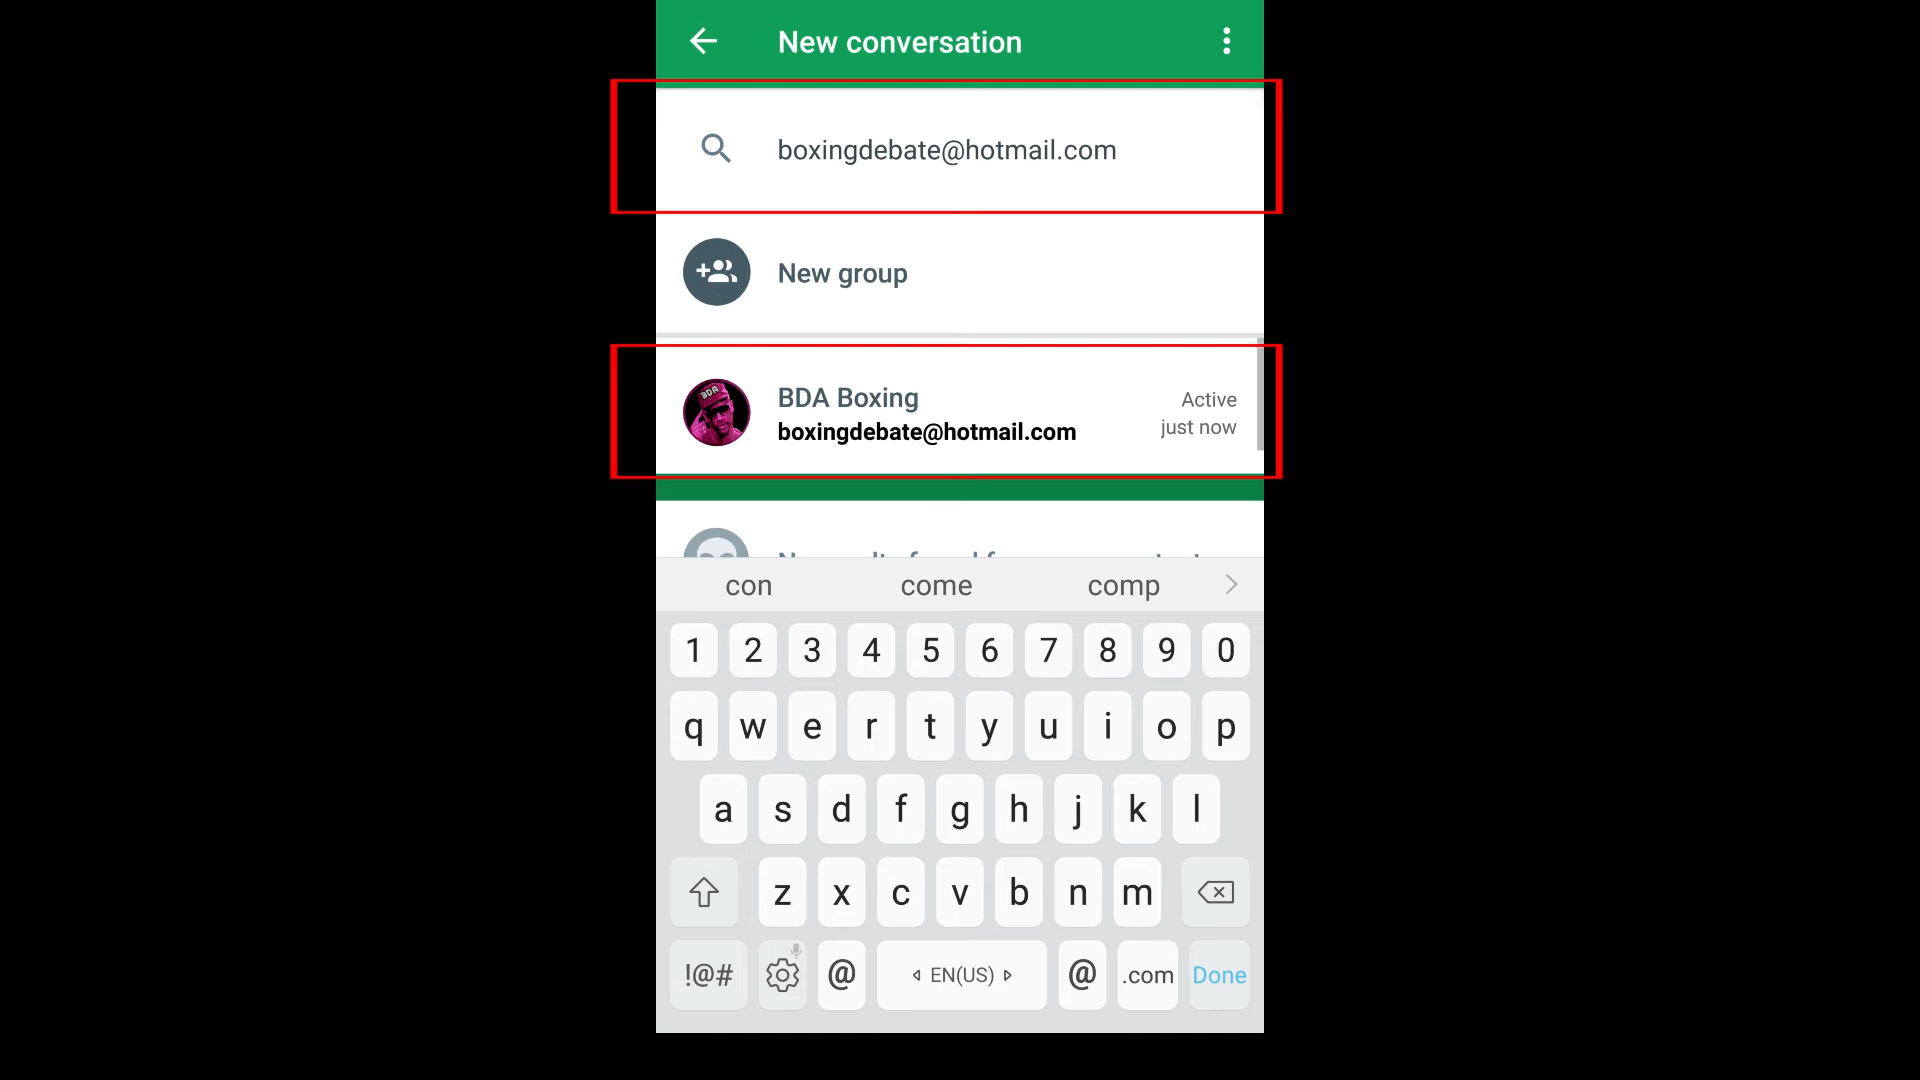 New conversation
boxingdebate@hotmail.com
New group
BDA
BDA Boxing
boxingdebate@hotmail.com
Active
just now
con come comp
1 2 3 4 5 6 7 8 9 0
q w e r t y u i o p
a s d f g h j k l
z x c v b n m
!@# @ EN(US) @ .com Done